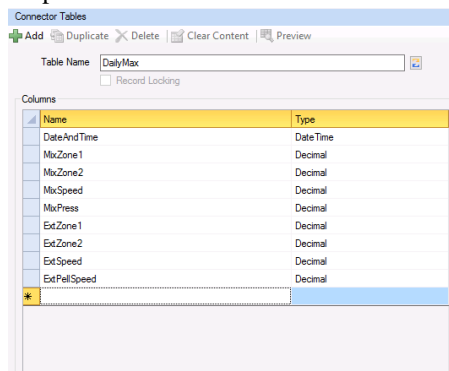 Connector Tables
Add Duplicate Delete Clear Content Preview
Table Name DailyMax
Record Locking
Columns
Name Type
DateAndTime DateTime
MixZone1 Decimal
MixZone2 Decimal
MixSpeed Decimal
MixPress Decimal
ExtZone1 Decimal
ExtZone2 Decimal
ExtSpeed Decimal
ExtPellSpeed Decimal